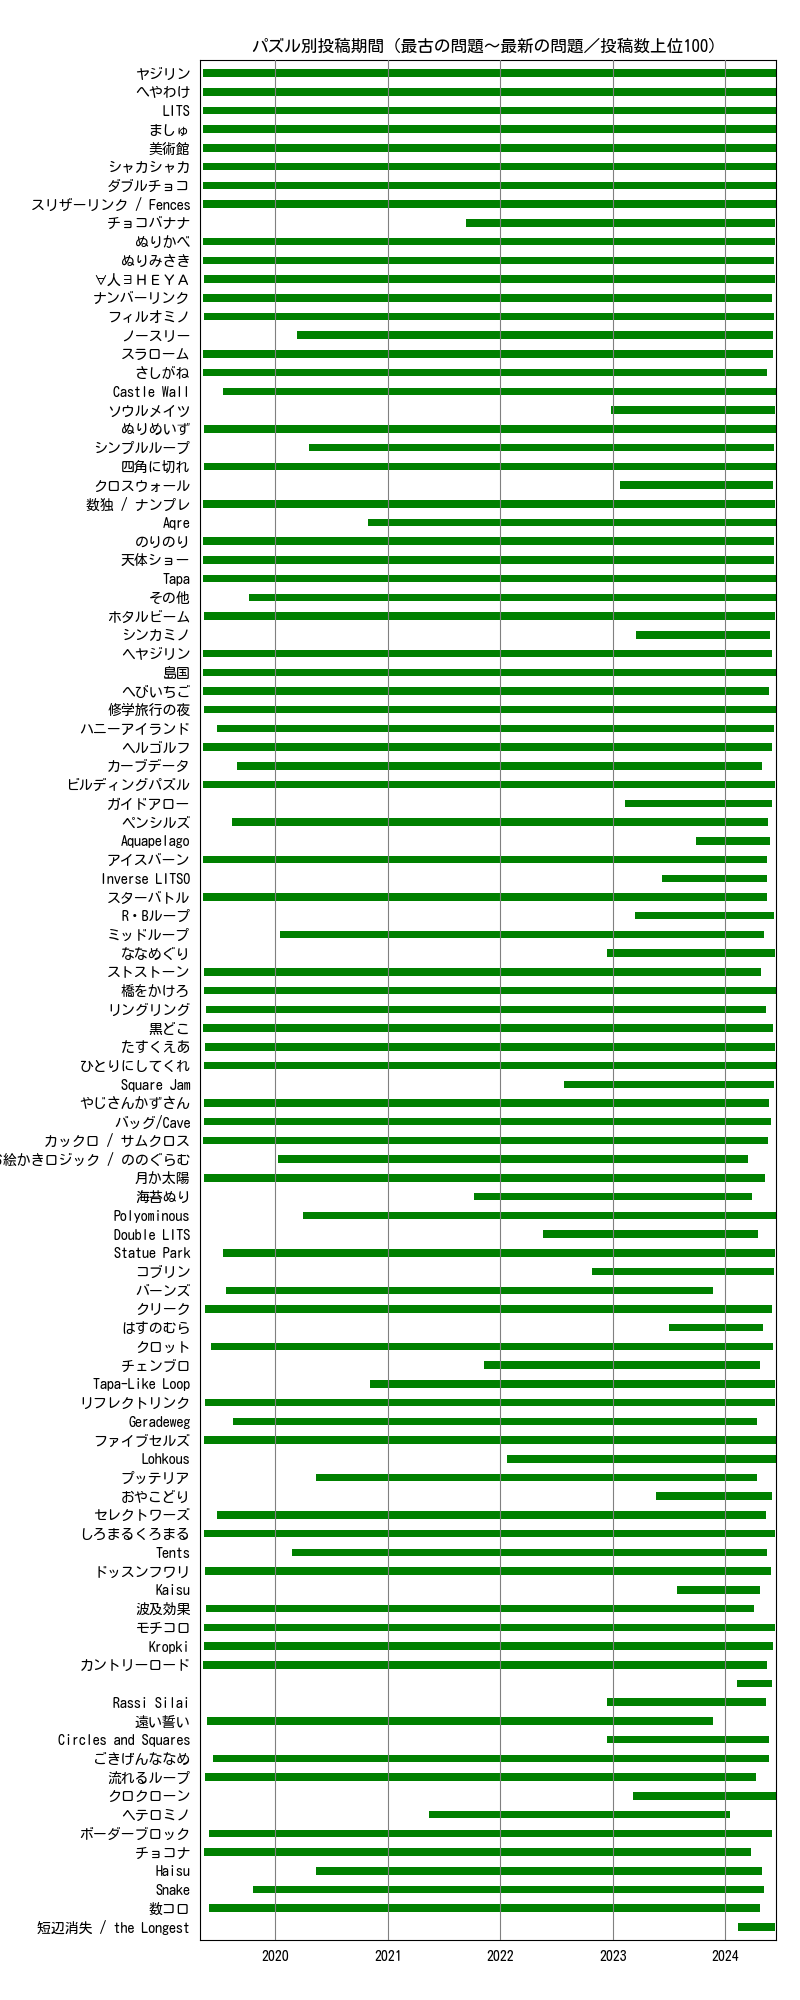 パズル別投稿期間（最古の問題〜最新の問題／投稿数上位100）
ヤジリン
へやわけ
LITS
ましゅ
美術館
シャカシャカ
ダブルチョコ
スリザーリンク / Fences
チョコバナナ
ぬりかべ
ぬりみさき
∀人∃ＨＥＹＡ
ナンバーリンク
フィルオミノ
ノースリー
スラローム
さしがね
Castle Wall
ソウルメイツ
ぬりめいず
シンプルループ
四角に切れ
クロスウォール
数独 / ナンプレ
Aqre
のりのり
天体ショー
Tapa
その他
ホタルビーム
シンカミノ
ヘヤジリン
島国
へびいちご
修学旅行の夜
ハニーアイランド
ヘルゴルフ
カーブデータ
ビルディングパズル
ガイドアロー
ペンシルズ
Aquapelago
アイスバーン
Inverse LITSO
スターバトル
R・Bループ
ミッドループ
ななめぐり
ストストーン
橋をかけろ
リングリング
黒どこ
たすくえあ
ひとりにしてくれ
Square Jam
やじさんかずさん
バッグ/Cave
カックロ / サムクロス
絵かきロジック / ののぐらむ
月か太陽
海苔ぬり
Polyominous
Double LITS
Statue Park
コブリン
バーンズ
クリーク
はすのむら
クロット
チェンブロ
Tapa-Like Loop
リフレクトリンク
Geradeweg
ファイブセルズ
Lohkous
ブッテリア
おやこどり
セレクトワーズ
しろまるくろまる
Tents
ドッスンフワリ
Kaisu
波及効果
モチコロ
Kropki
カントリーロード
Rassi Silai
遠い誓い
Circles and Squares
ごきげんななめ
流れるループ
クロクローン
ヘテロミノ
ボーダーブロック
チョコナ
Haisu
Snake
数コロ
短辺消失 / the Longest
2020 2021 2022 2023 2024